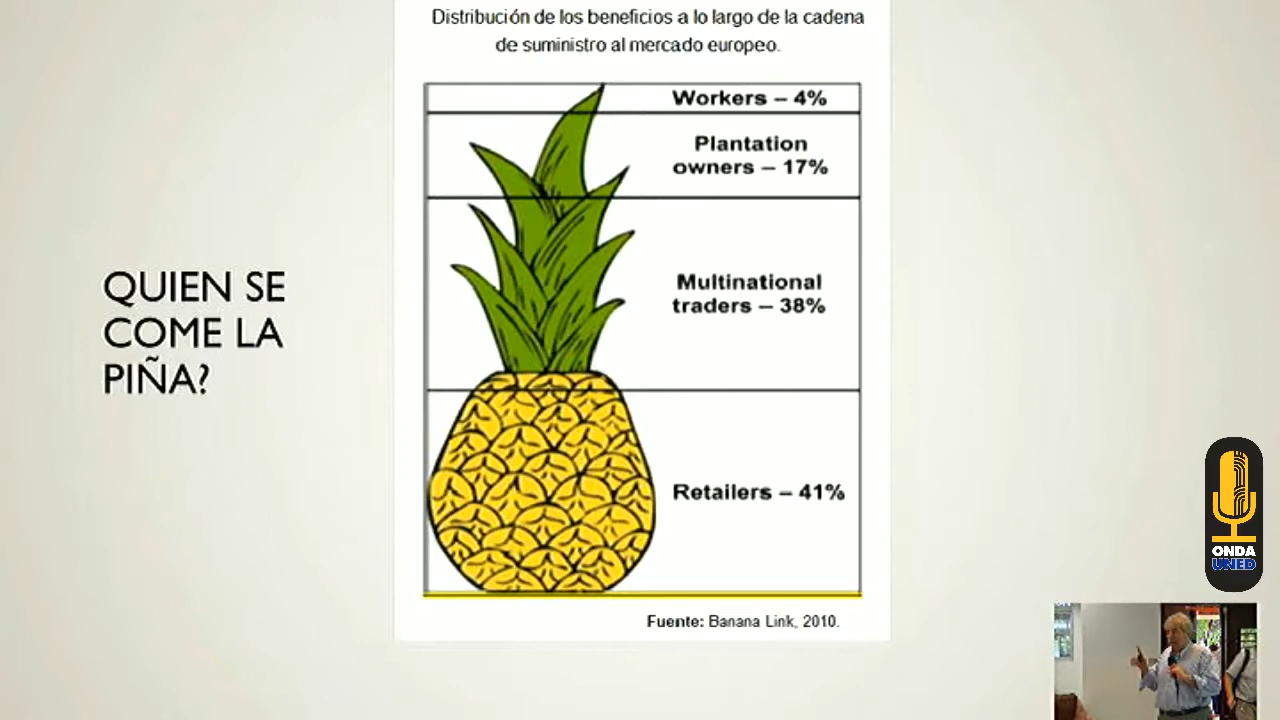 Distribución de los beneficios a lo largo de la cadena
de suministro al mercado europeo.
Workers – 4%
Plantation
owners – 17%
Multinational
traders – 38%
Retailers – 41%
Fuente: Banana Link, 2010.
QUIEN SE
COME LA
PIÑA?
ONDA
UNED